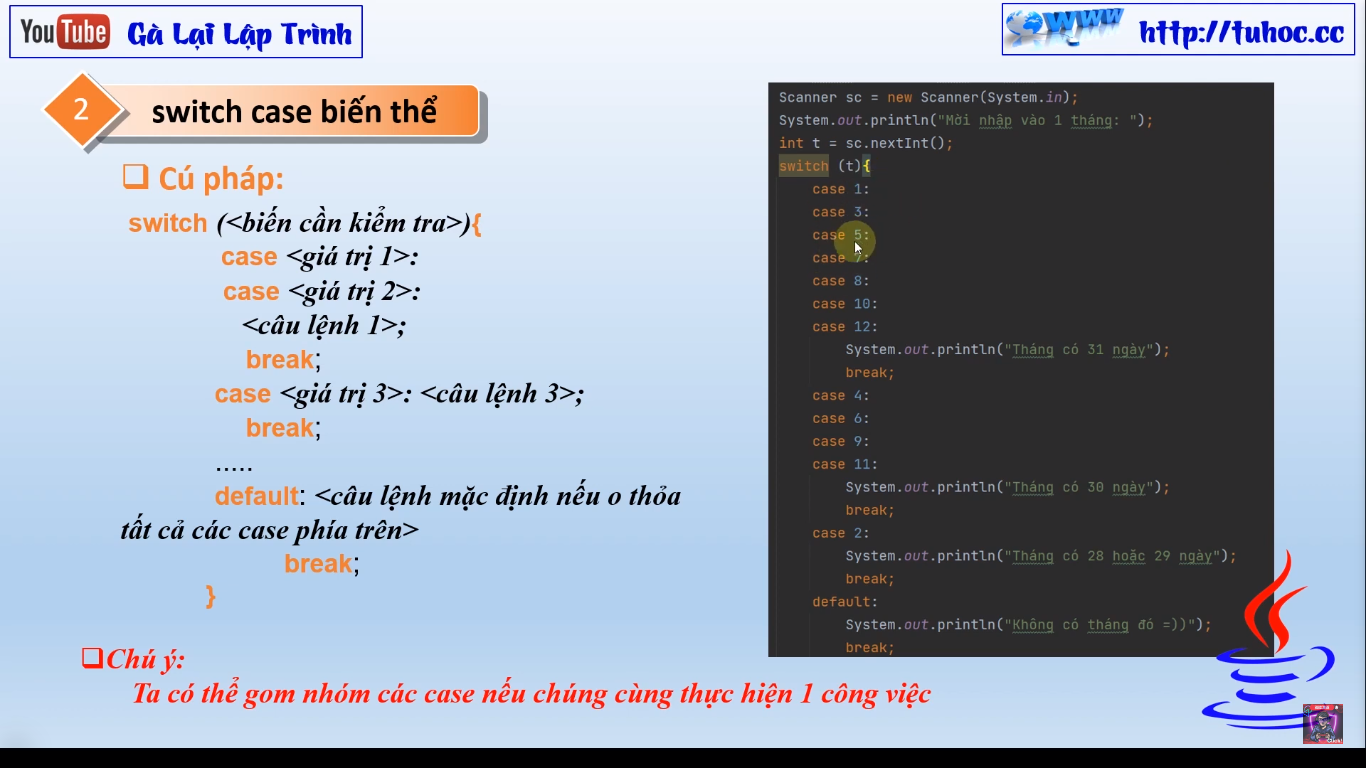 YouTube Gà Lại Lập Trình
WWW http://tuhoc.cc
2 switch case biến thể
Cú pháp:
switch (<biến cần kiểm tra>){
case <giá trị 1>:
case <giá trị 2>:
<câu lệnh 1>;
break;
case <giá trị 3>: <câu lệnh 3>;
break;
.....
default: <câu lệnh mặc định nếu o thỏa
tất cả các case phía trên>
break;
}
Chú ý:
Ta có thể gom nhóm các case nếu chúng cùng thực hiện 1 công việc
Scanner sc = new Scanner(System.in);
System.out.println("Mời nhập vào 1 tháng: ");
int t = sc.nextInt();
switch (t){
case 1:
case 3:
case 5:
case 7:
case 8:
case 10:
case 12:
System.out.println("Tháng có 31 ngày");
break;
case 4:
case 6:
case 9:
case 11:
System.out.println("Tháng có 30 ngày");
break;
case 2:
System.out.println("Tháng có 28 hoặc 29 ngày");
break;
default:
System.out.println("Không có tháng đó =))");
break;